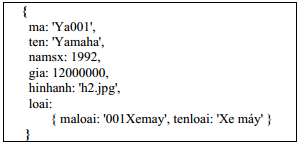 {
ma: 'Ya001',
ten: 'Yamaha',
namsx: 1992,
gia: 12000000,
hinhanh: 'h2.jpg',
loai:
{ maloai: '001Xemay', tenloai: 'Xe máy' }
}